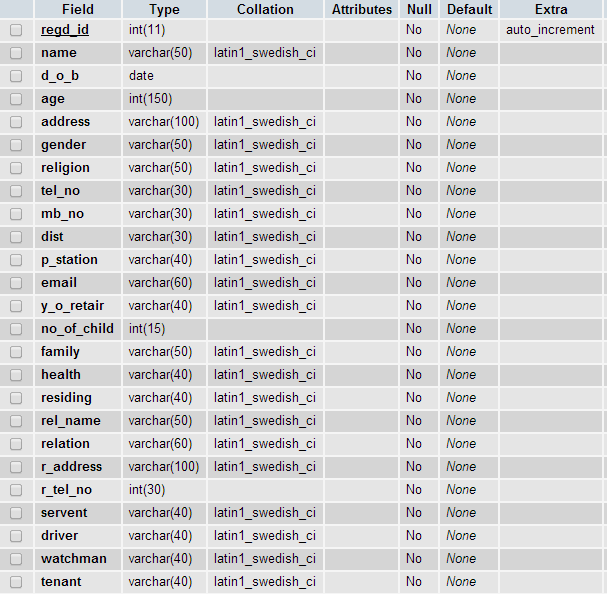 Field Type Collation Attributes Null Default Extra
regd_id int(11) No None auto_increment
name varchar(50) latin1_swedish_ci No None
d_o_b date No None
age int(150) No None
address varchar(100) latin1_swedish_ci No None
gender varchar(50) latin1_swedish_ci No None
religion varchar(50) latin1_swedish_ci No None
tel_no varchar(30) latin1_swedish_ci No None
mb_no varchar(30) latin1_swedish_ci No None
dist varchar(30) latin1_swedish_ci No None
p_station varchar(40) latin1_swedish_ci No None
email varchar(60) latin1_swedish_ci No None
y_o_retair varchar(40) latin1_swedish_ci No None
no_of_child int(15) No None
family varchar(50) latin1_swedish_ci No None
health varchar(40) latin1_swedish_ci No None
residing varchar(40) latin1_swedish_ci No None
rel_name varchar(50) latin1_swedish_ci No None
relation varchar(60) latin1_swedish_ci No None
r_address varchar(100) latin1_swedish_ci No None
r_tel_no int(30) No None
servent varchar(40) latin1_swedish_ci No None
driver varchar(40) latin1_swedish_ci No None
watchman varchar(40) latin1_swedish_ci No None
tenant varchar(40) latin1_swedish_ci No None